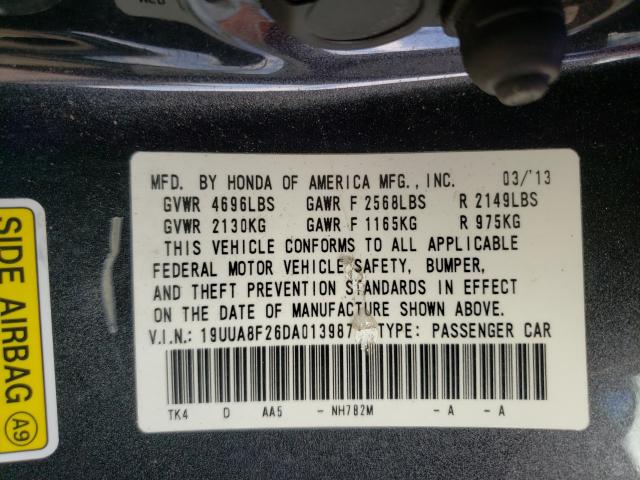 MFD. BY HONDA OF AMERICA MFG., INC. 03/'13
GVWR 4696LBS GAWR F 2568LBS R 2149LBS
GVWR 2130KG GAWR F 1165KG R 975KG
THIS VEHICLE CONFORMS TO ALL APPLICABLE
FEDERAL MOTOR VEHICLE SAFETY, BUMPER,
AND THEFT PREVENTION STANDARDS IN EFFECT
ON THE DATE OF MANUFACTURE SHOWN ABOVE.
V.I.N.: TYPE: PASSENGER CAR
TK4 D AA5 - NH782M - A - A
SIDE AIRBAG
A9